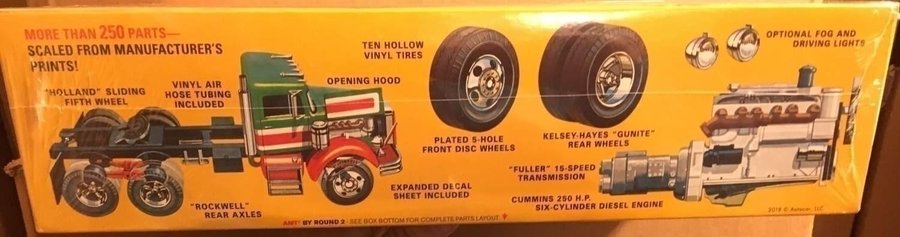 MORE THAN 250 PARTS—
SCALED FROM MANUFACTURER'S
PRINTS!
"HOLLAND" SLIDING
FIFTH WHEEL
VINYL AIR
HOSE TUBING
INCLUDED
OPENING HOOD
TEN HOLLOW
VINYL TIRES
OPTIONAL FOG AND
DRIVING LIGHTS
PLATED 5-HOLE
FRONT DISC WHEELS
KELSEY-HAYES "GUNITE"
REAR WHEELS
"FULLER" 15-SPEED
TRANSMISSION
EXPANDED DECAL
SHEET INCLUDED
CUMMINS 250 H.P.
SIX-CYLINDER DIESEL ENGINE
"ROCKWELL"
REAR AXLES
AMT® BY ROUND 2 - SEE BOX BOTTOM FOR COMPLETE PARTS LAYOUT
2018 © Autocar, LLC